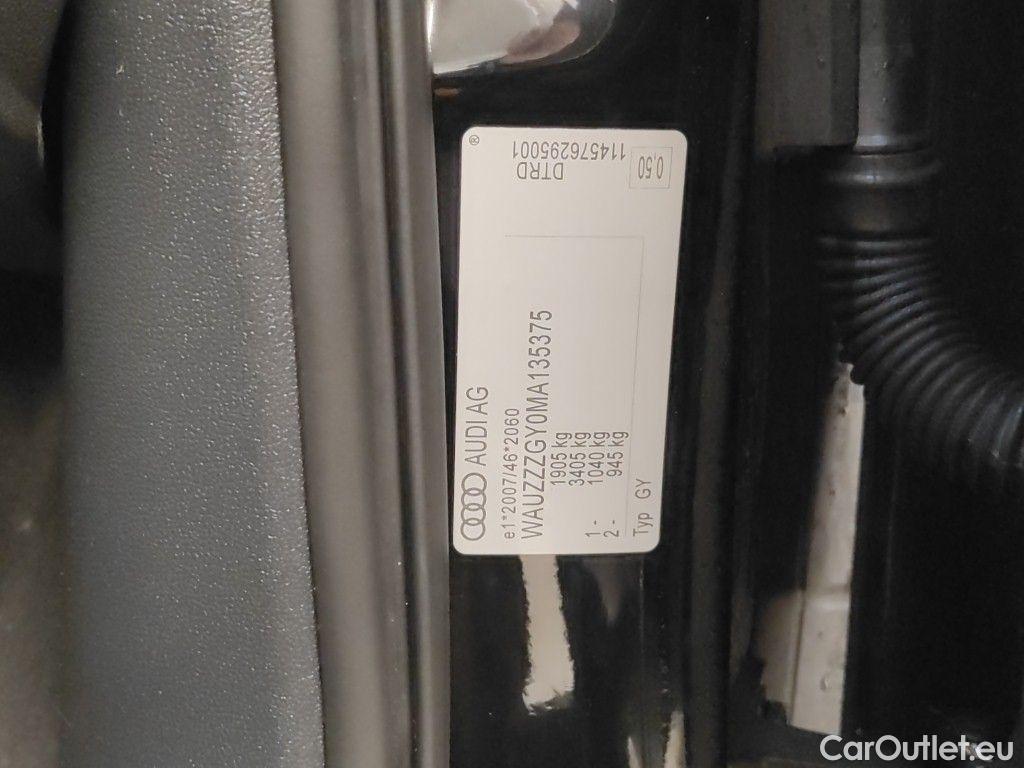 AUDI AG
e1*2007/46*2060
WAUZZZGY0MA135375
1905 kg
3405 kg
1 - 1040 kg
2 - 945 kg
Typ GY
®
DTRD
114576295001
0,50
CarOutlet.eu